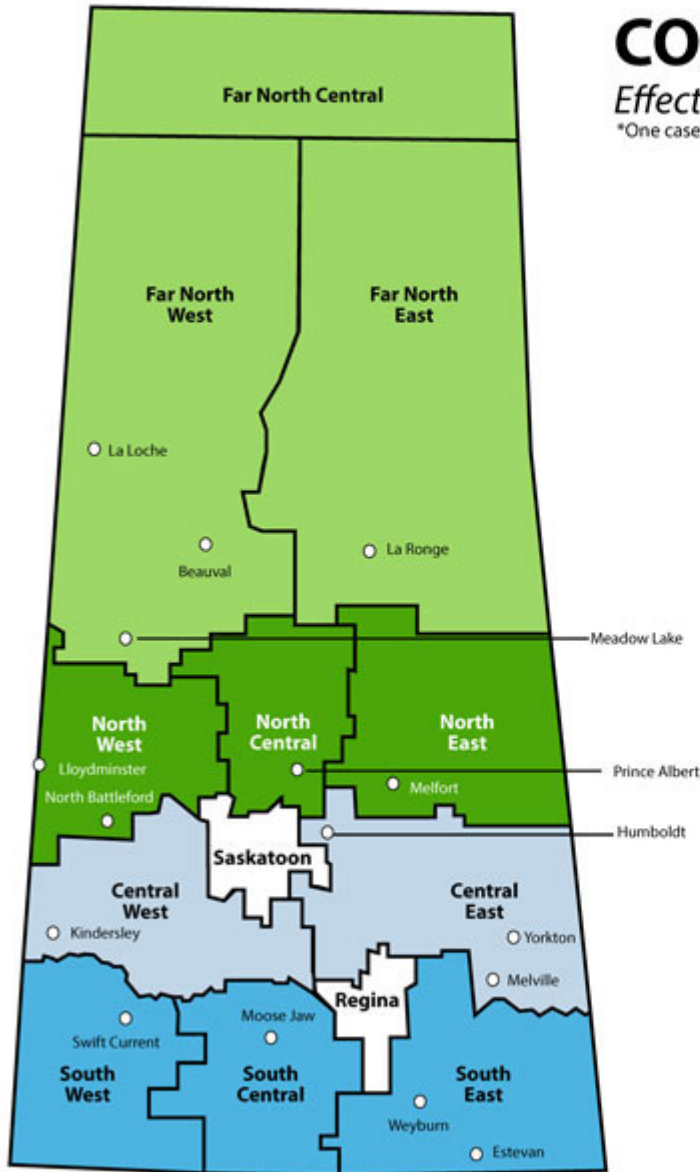 CO
Effect
*One case
Far North Central
Far North
West
Far North
East
La Loche
Beauval
La Ronge
Meadow Lake
North
West
North
Central
North
East
Lloydminster
Prince Albert
North Battleford
Melfort
Humboldt
Saskatoon
Central
West
Central
East
Kindersley
Yorkton
Melville
Regina
Moose Jaw
Swift Current
South
West
South
Central
South
East
Weyburn
Estevan